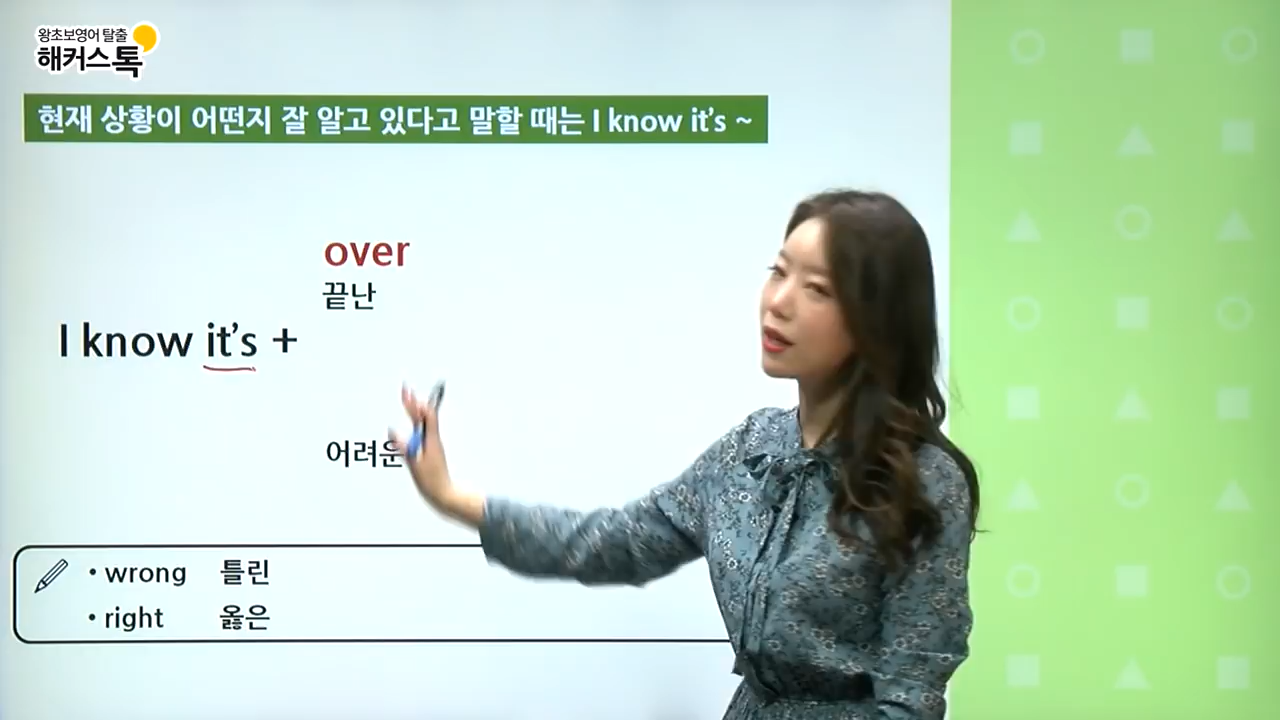 왕초보영어 탈출
해커스톡
현재 상황이 어떤지 잘 알고 있다고 말할 때는 I know it's ~
over
끝난
I know it's +
어려운
• wrong 틀린
• right 옳은